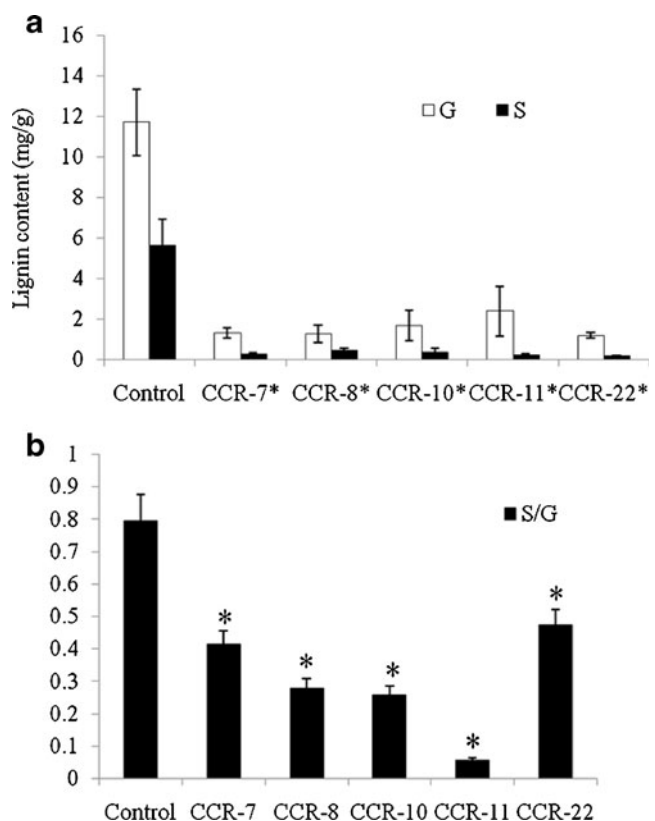 a
16
14
12
10
8
6
4
2
0
Lignin content (mg/g)
G S
Control CCR-7* CCR-8* CCR-10* CCR-11* CCR-22*
b
1
0.9
0.8
0.7
0.6
0.5
0.4
0.3
0.2
0.1
0
S/G
* * * * *
Control CCR-7 CCR-8 CCR-10 CCR-11 CCR-22